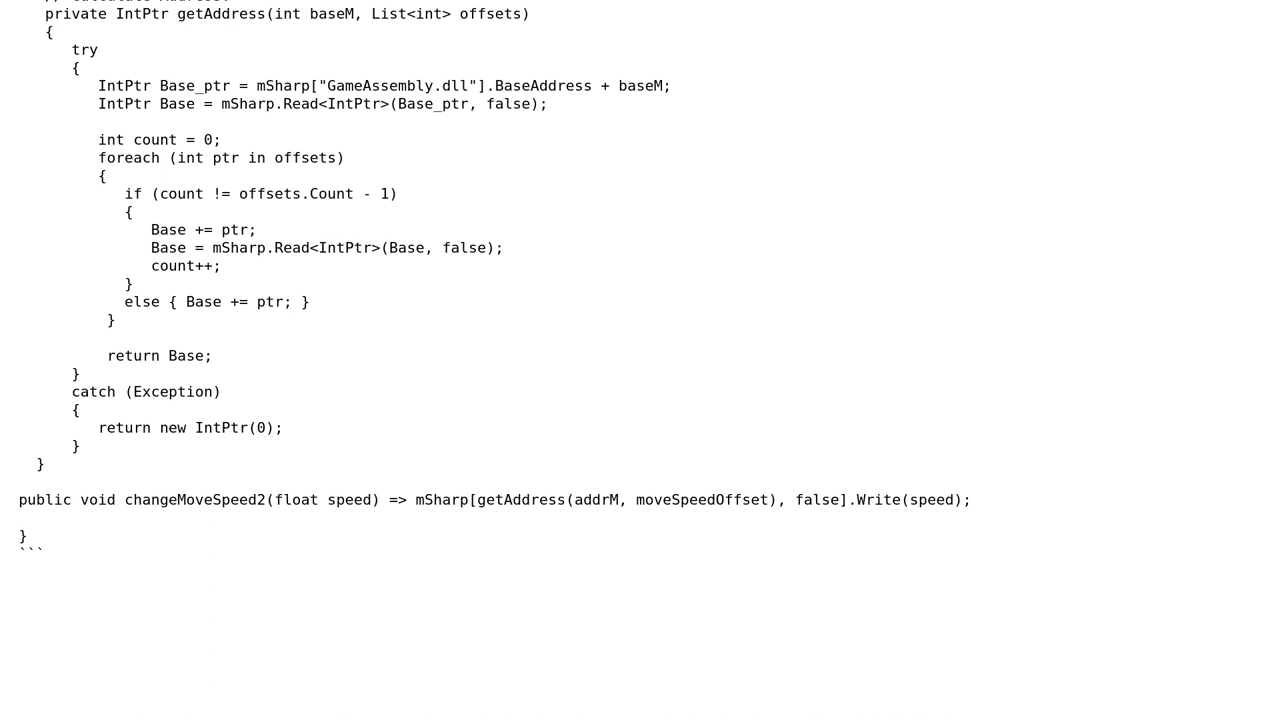 private IntPtr getAddress(int baseM, List<int> offsets)
{
try
{
IntPtr Base_ptr = mSharp["GameAssembly.dll"].BaseAddress + baseM;
IntPtr Base = mSharp.Read<IntPtr>(Base_ptr, false);
int count = 0;
foreach (int ptr in offsets)
{
if (count != offsets.Count - 1)
{
Base += ptr;
Base = mSharp.Read<IntPtr>(Base, false);
count++;
}
else { Base += ptr; }
}
return Base;
}
catch (Exception)
{
return new IntPtr(0);
}
}
public void changeMoveSpeed2(float speed) => mSharp[getAddress(addrM, moveSpeedOffset), false].Write(speed);
}
```